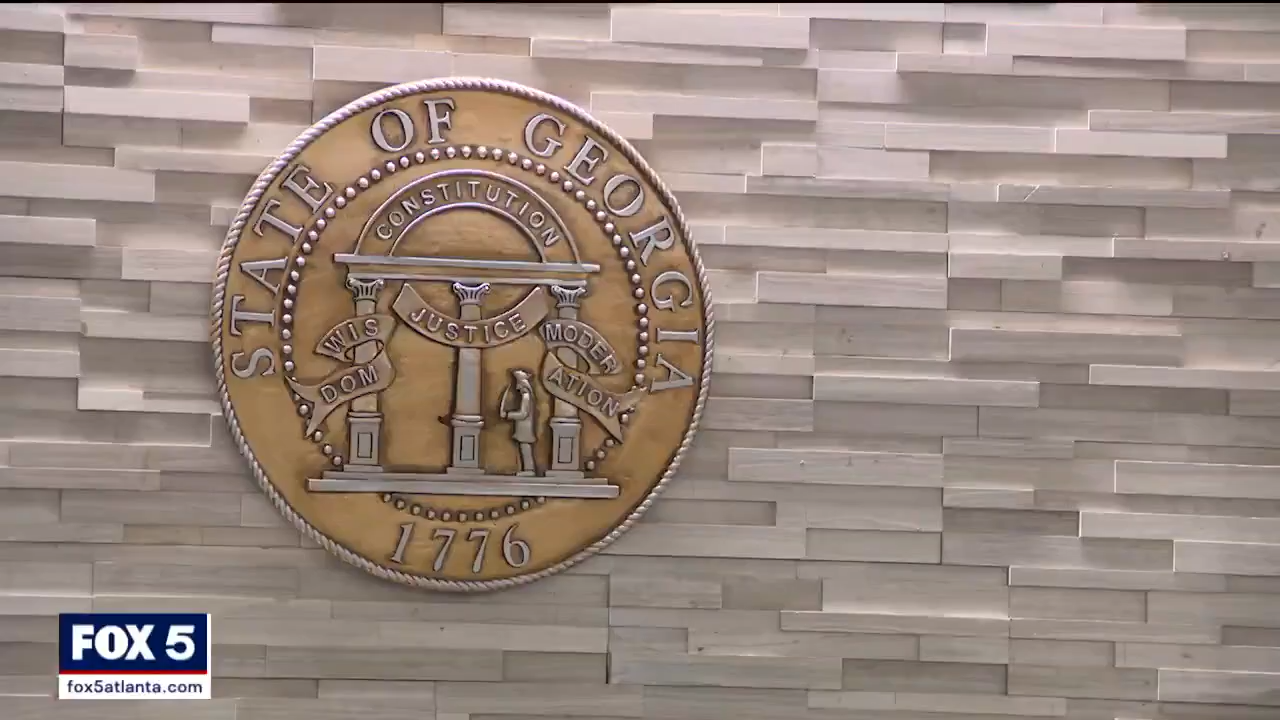 STATE OF GEORGIA
CONSTITUTION
WIS
DOM
JUSTICE
MODER
ATION
1776
FOX 5
fox5atlanta.com